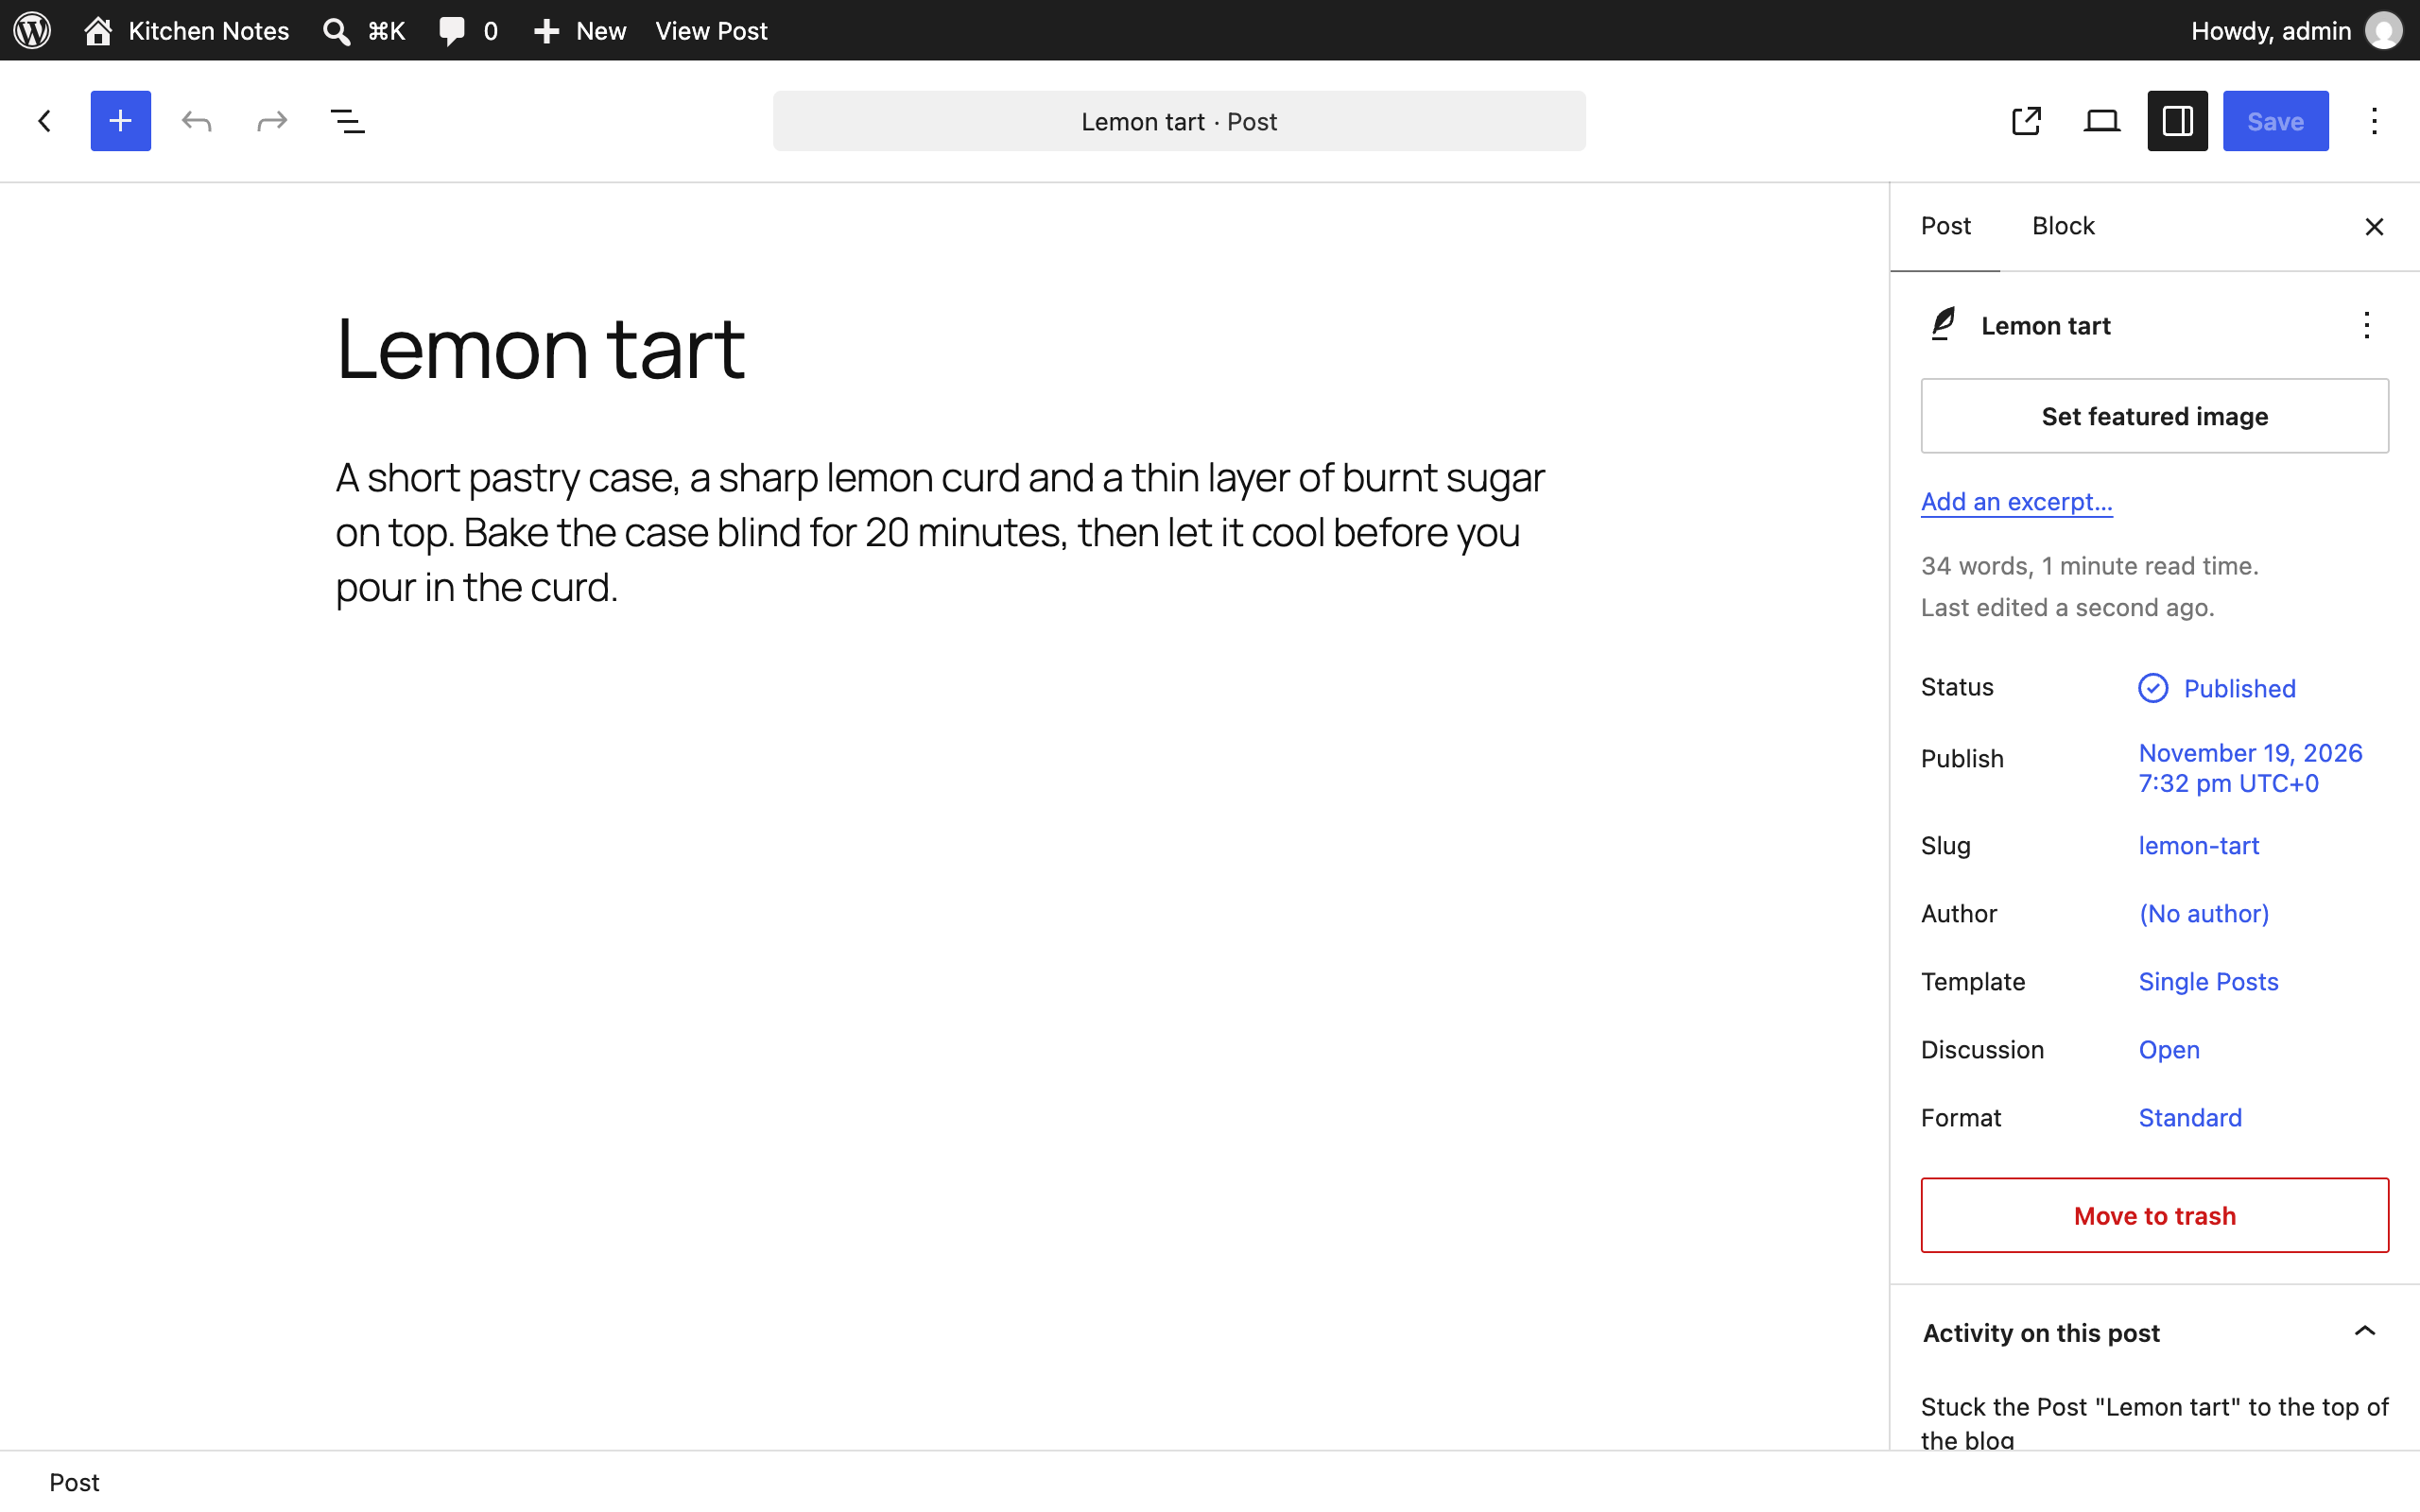 Kitchen Notes ⌘K 0 New View Post Howdy, admin
Lemon tart · Post Save
Lemon tart
A short pastry case, a sharp lemon curd and a thin layer of burnt sugar
on top. Bake the case blind for 20 minutes, then let it cool before you
pour in the curd.
Post Block
Lemon tart
Set featured image
Add an excerpt…
34 words, 1 minute read time.
Last edited a second ago.
Status Published
Publish November 19, 2026
7:32 pm UTC+0
Slug lemon-tart
Author (No author)
Template Single Posts
Discussion Open
Format Standard
Move to trash
Activity on this post
Stuck the Post "Lemon tart" to the top of
the blog
Post